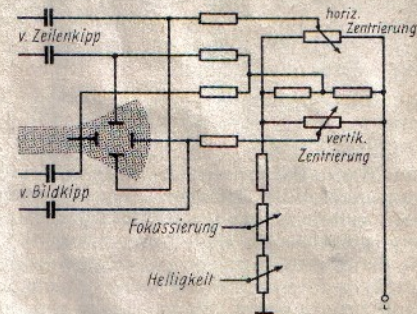 horiz.
Zentrierung
v. Zeilenkipp
vertik.
Zentrierung
v. Bildkipp
Fokussierung
Helligkeit